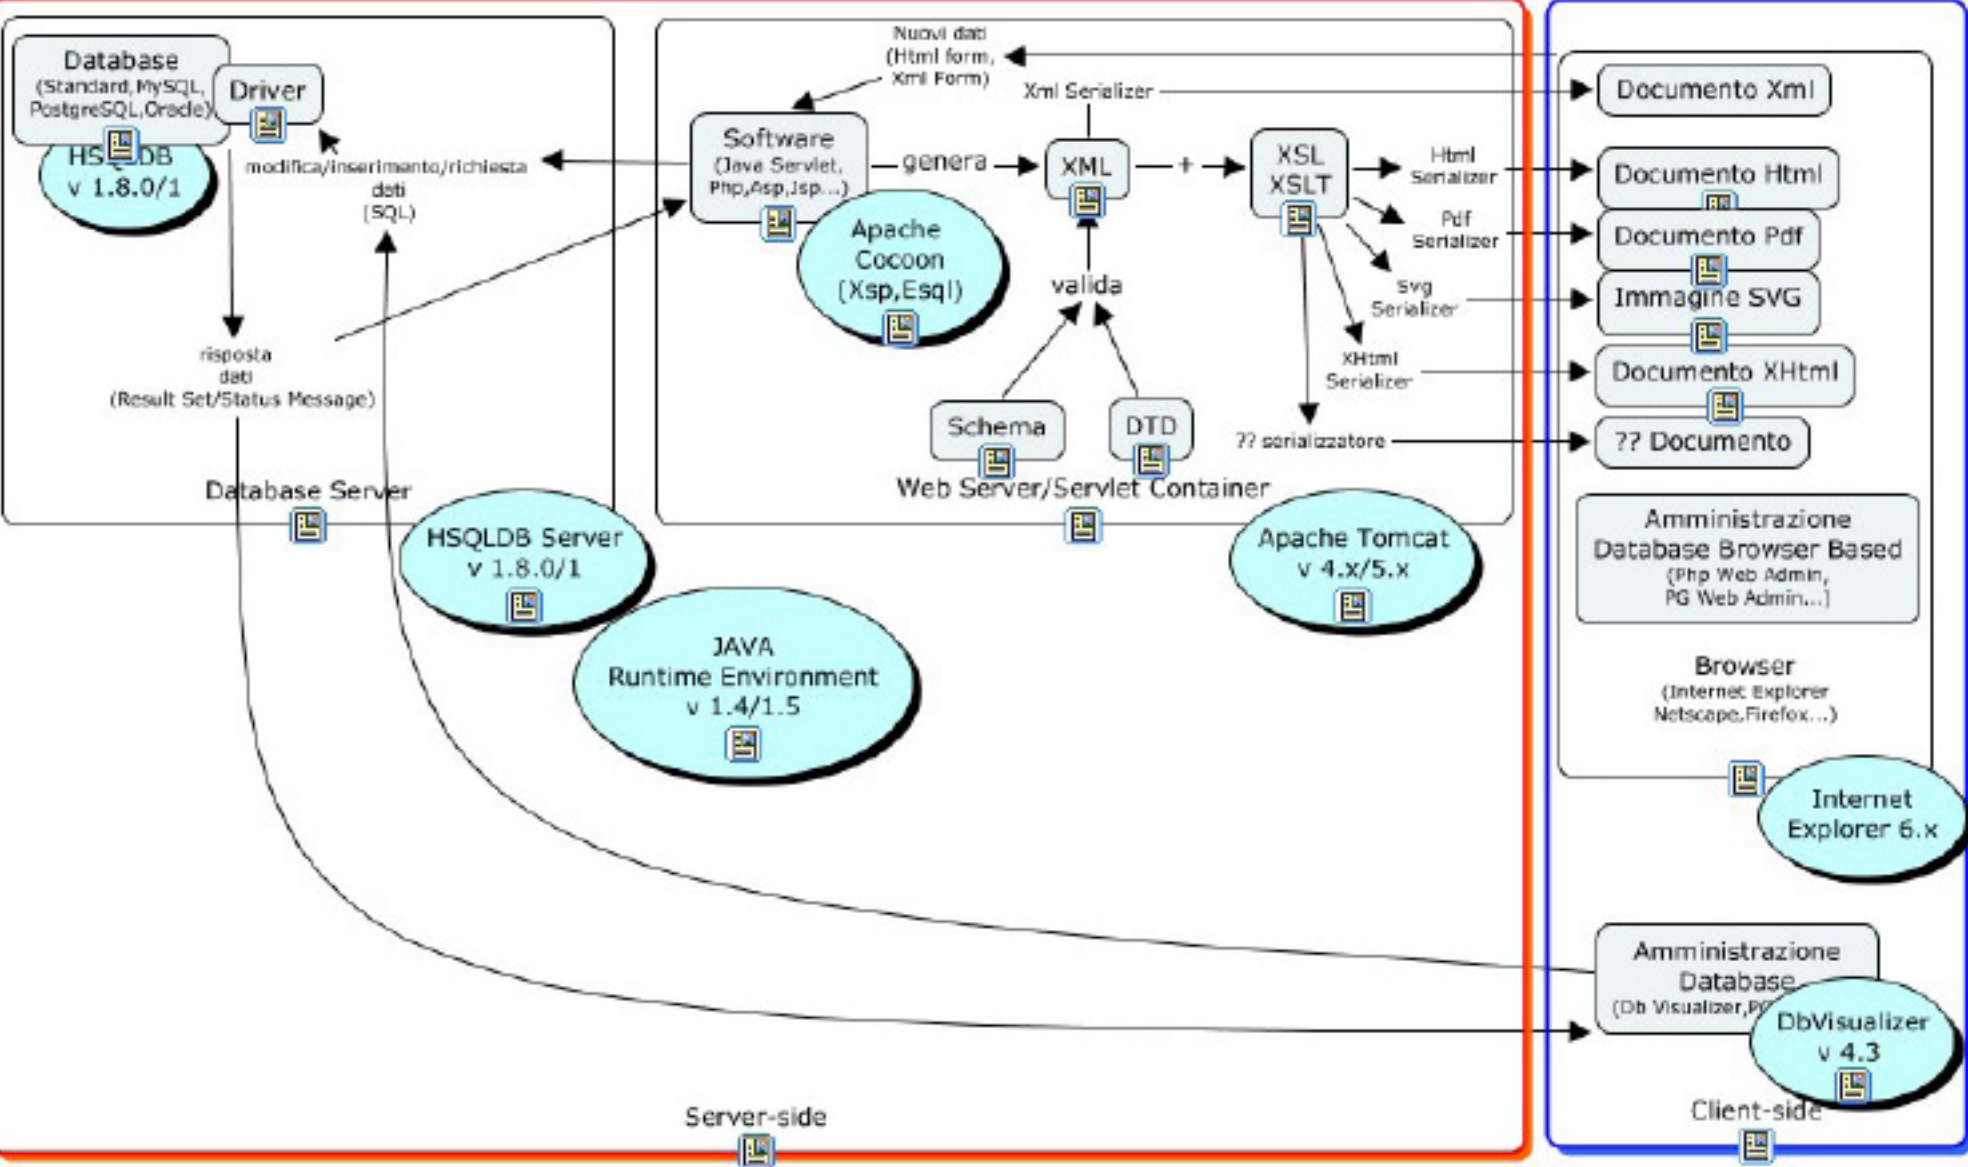 Database
(Standard,MySQL,
PostgreSQL,Oracle)
Driver
v 1.8.0/1
modifica/inserimento/richiesta
dati
(SQL)
risposta
dati
(Result Set/Status Message)
Database Server
HSQLDB Server
v 1.8.0/1
JAVA
Runtime Environment
v 1.4/1.5
Nuovi dati
(Html form,
Xml Form)
Software
(Java Servlet,
Php,Asp,Jsp...)
Apache
Cocoon
(Xsp,Esql)
genera
Xml Serializer
XML
+
XSL
XSLT
valida
Schema
DTD
Html
Serializer
Pdf
Serializer
Svg
Serializer
XHtml
Serializer
?? serializzatore
Web Server/Servlet Container
Apache Tomcat
v 4.x/5.x
Server-side
Documento Xml
Documento Html
Documento Pdf
Immagine SVG
Documento XHtml
?? Documento
Amministrazione
Database Browser Based
(Php Web Admin,
PG Web Admin...)
Browser
(Internet Explorer
Netscape,Firefox...)
Internet
Explorer 6.x
Amministrazione
Database
(Db Visualizer,
DbVisualizer
v 4.3
Client-side